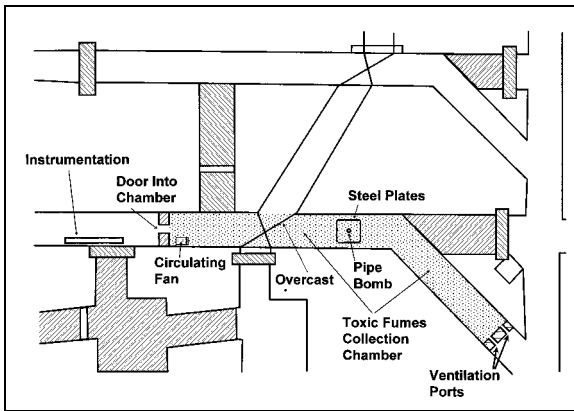 Instrumentation
Door Into
Chamber
Steel Plates
Circulating
Fan
Overcast
Pipe
Bomb
Toxic Fumes
Collection
Chamber
Ventilation
Ports